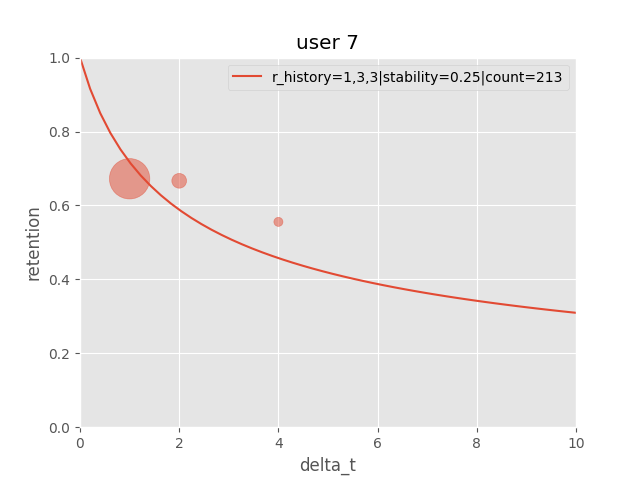 user 7
r_history=1,3,3|stability=0.25|count=213
1.0
0.8
0.6
0.4
0.2
0.0
retention
0 2 4 6 8 10
delta_t